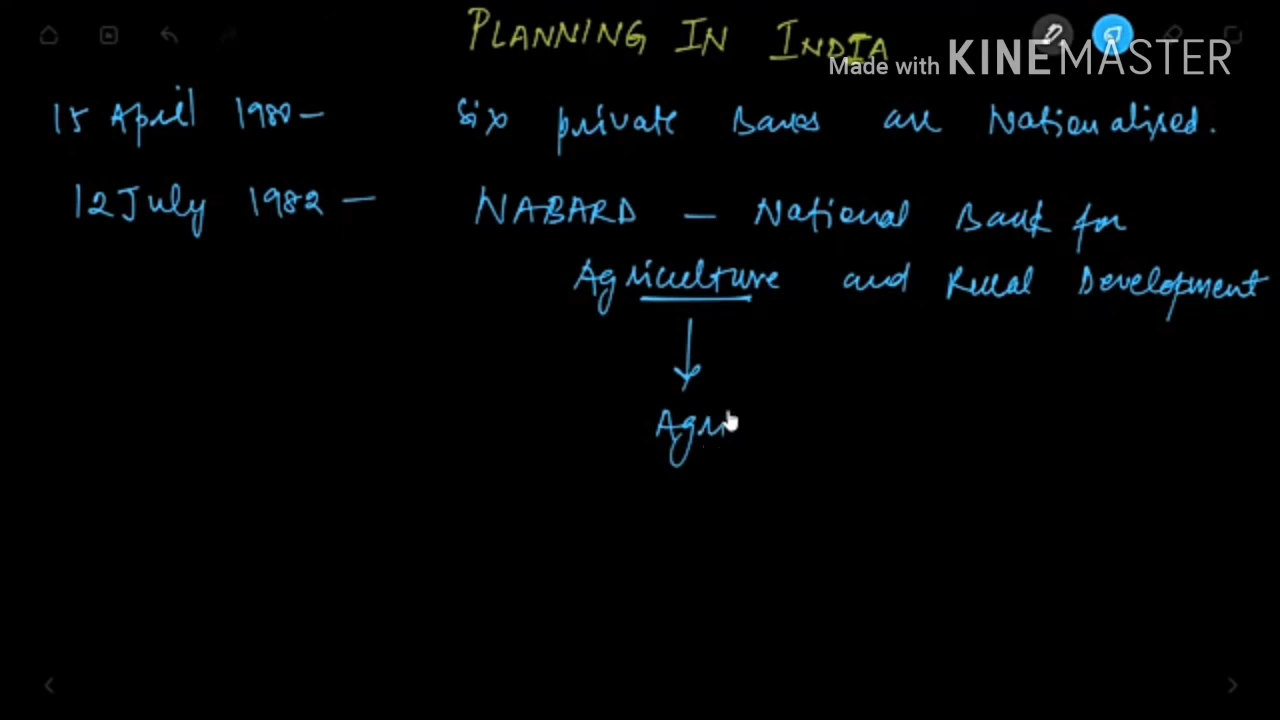 PLANNING IN INDIA
Made with KINEMASTER
15 April 1980 - Six private Banks are Nationalised.
12 July 1982 - NABARD - National Bank for
Agriculture and Rural Development
Agri